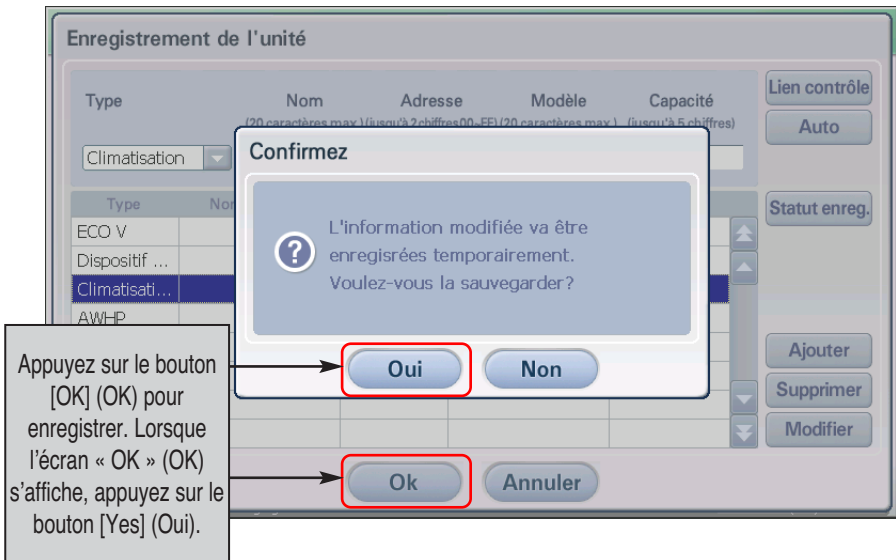 Enregistrement de l'unité
Type Nom Adresse Modèle Capacité
(20 caractères max.) (jusqu'à 2 chiffres00~FF) (20 caractères max.) (jusqu'à 5 chiffres)
Lien contrôle
Auto
Climatisation
Confirmez
Type
Statut enreg.
ECO V
Dispositif ...
Climatisati...
AWHP
L'information modifiée va être
enregisrées temporairement.
Voulez-vous la sauvegarder?
Oui Non
Ajouter
Supprimer
Modifier
Ok Annuler
Appuyez sur le bouton
[OK] (OK) pour
enregistrer. Lorsque
l'écran « OK » (OK)
s'affiche, appuyez sur le
bouton [Yes] (Oui).